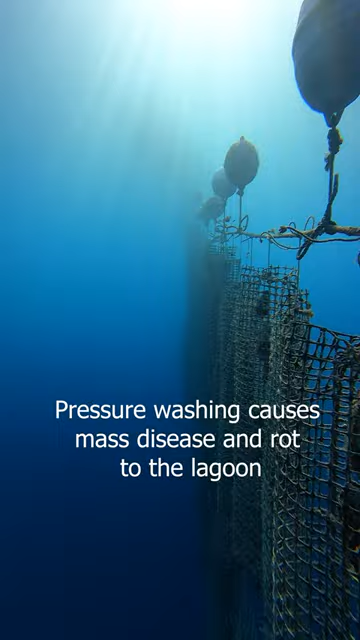 Pressure washing causes
mass disease and rot
to the lagoon